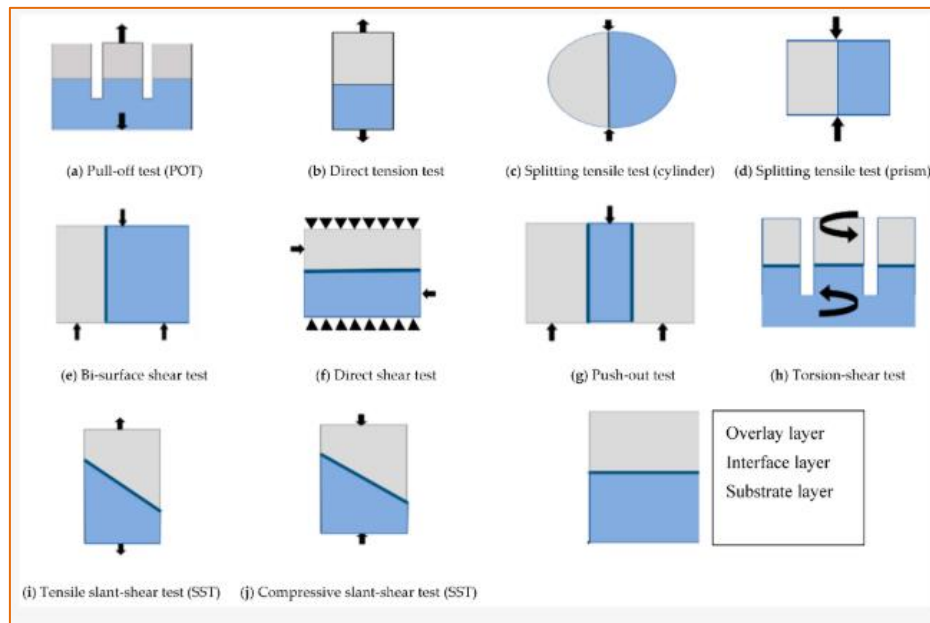 (a) Pull-off test (POT)
(b) Direct tension test
(c) Splitting tensile test (cylinder)
(d) Splitting tensile test (prism)
(e) Bi-surface shear test
(f) Direct shear test
(g) Push-out test
(h) Torsion-shear test
Overlay layer
Interface layer
Substrate layer
(i) Tensile slant-shear test (SST)
(j) Compressive slant-shear test (SST)